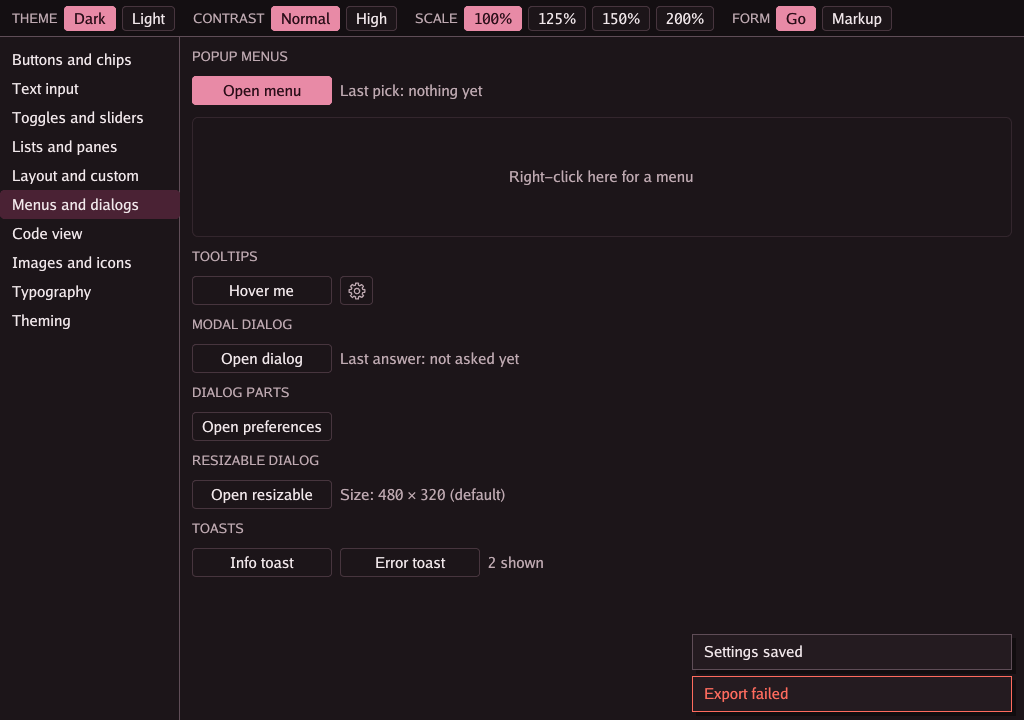 THEME Dark Light CONTRAST Normal High SCALE 100% 125% 150% 200% FORM Go Markup
Buttons and chips
Text input
Toggles and sliders
Lists and panes
Layout and custom
Menus and dialogs
Code view
Images and icons
Typography
Theming
POPUP MENUS
Open menu Last pick: nothing yet
Right-click here for a menu
TOOLTIPS
Hover me
MODAL DIALOG
Open dialog Last answer: not asked yet
DIALOG PARTS
Open preferences
RESIZABLE DIALOG
Open resizable Size: 480 × 320 (default)
TOASTS
Info toast Error toast 2 shown
Settings saved
Export failed